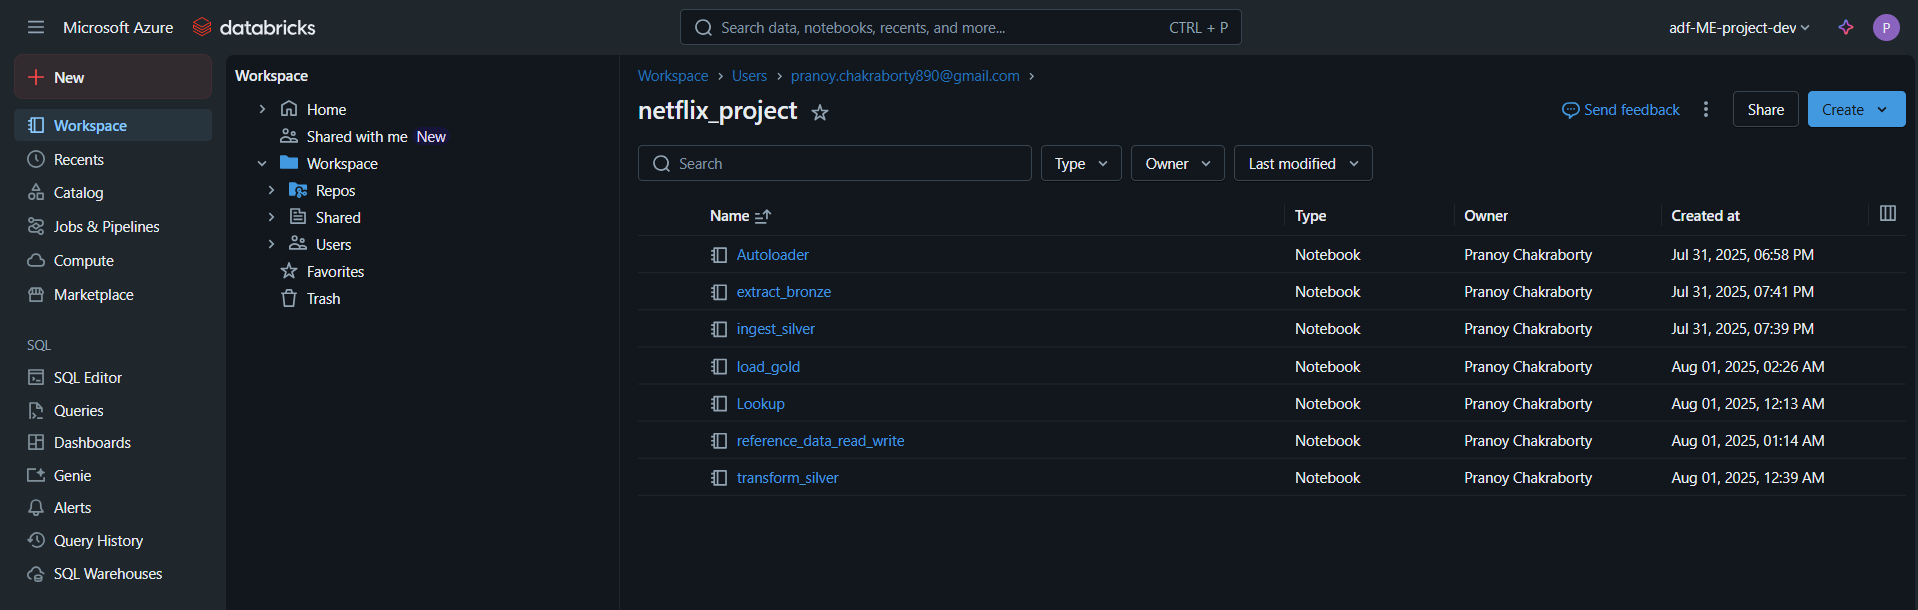 Microsoft Azure databricks
Search data, notebooks, recents, and more... CTRL + P
adf-ME-project-dev P
New
Workspace
Recents
Catalog
Jobs & Pipelines
Compute
Marketplace
SQL
SQL Editor
Queries
Dashboards
Genie
Alerts
Query History
SQL Warehouses
Workspace
Home
Shared with me New
Workspace
Repos
Shared
Users
Favorites
Trash
Workspace > Users > pranoy.chakraborty890@gmail.com >
netflix_project
Send feedback Share Create
Search Type Owner Last modified
Name Type Owner Created at
Autoloader Notebook Pranoy Chakraborty Jul 31, 2025, 06:58 PM
extract_bronze Notebook Pranoy Chakraborty Jul 31, 2025, 07:41 PM
ingest_silver Notebook Pranoy Chakraborty Jul 31, 2025, 07:39 PM
load_gold Notebook Pranoy Chakraborty Aug 01, 2025, 02:26 AM
Lookup Notebook Pranoy Chakraborty Aug 01, 2025, 12:13 AM
reference_data_read_write Notebook Pranoy Chakraborty Aug 01, 2025, 01:14 AM
transform_silver Notebook Pranoy Chakraborty Aug 01, 2025, 12:39 AM